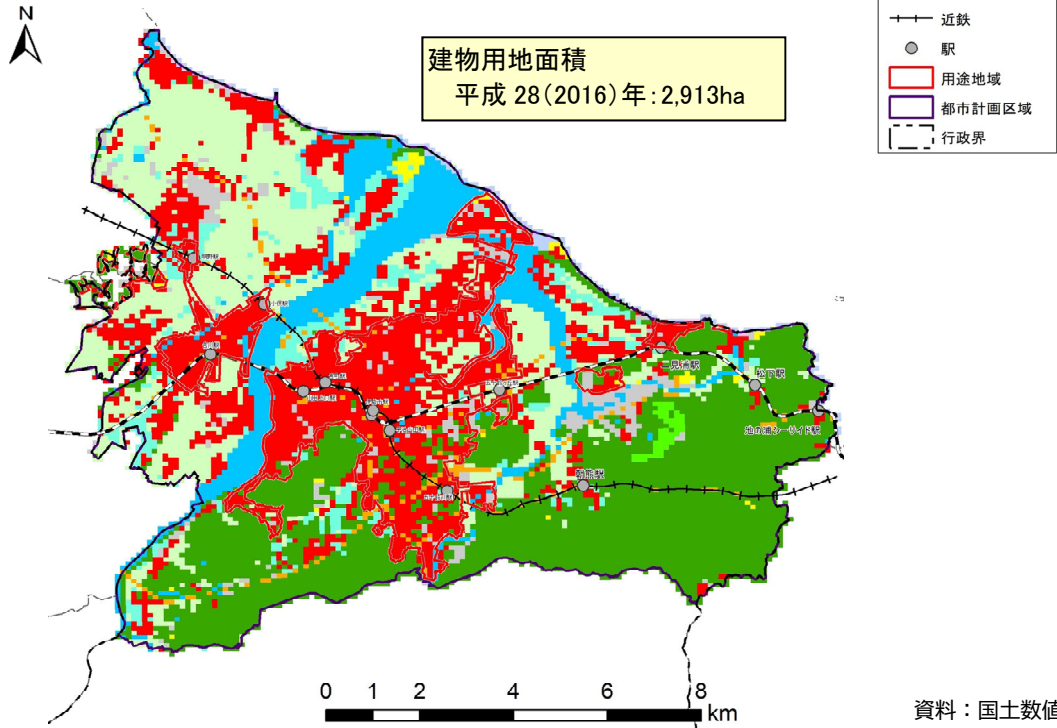 N
建物用地面積
平成 28(2016)年:2,913ha
近鉄
駅
用途地域
都市計画区域
行政界
二見浦駅
松下駅
池の浦シーサイド駅
朝熊駅
0 1 2 4 6 8
km
資料:国土数値